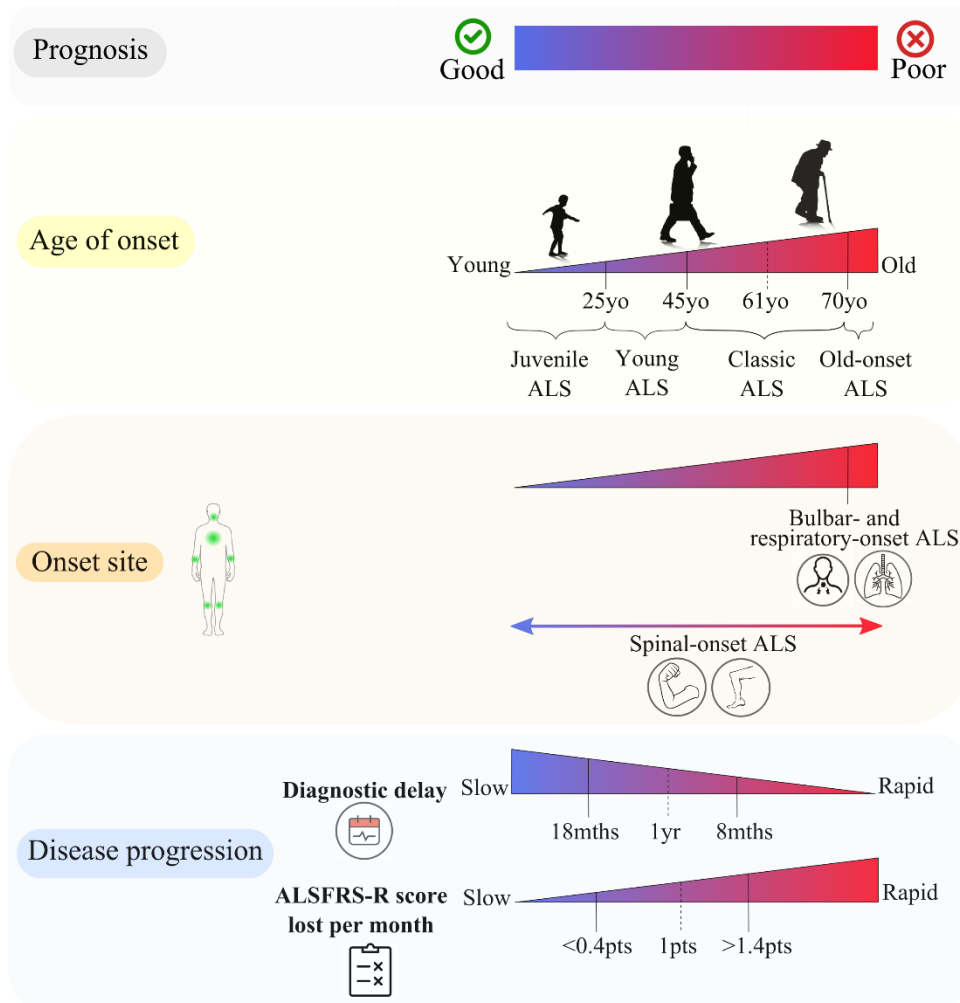 Prognosis
Good
Poor
Age of onset
Young
Old
25yo
45yo
61yo
70yo
Juvenile
ALS
Young
ALS
Classic
ALS
Old-onset
ALS
Onset site
Bulbar- and
respiratory-onset ALS
Spinal-onset ALS
Disease progression
Diagnostic delay
Slow
Rapid
18mths
1yr
8mths
ALSFRS-R score
lost per month
Slow
Rapid
<0.4pts
1pts
>1.4pts